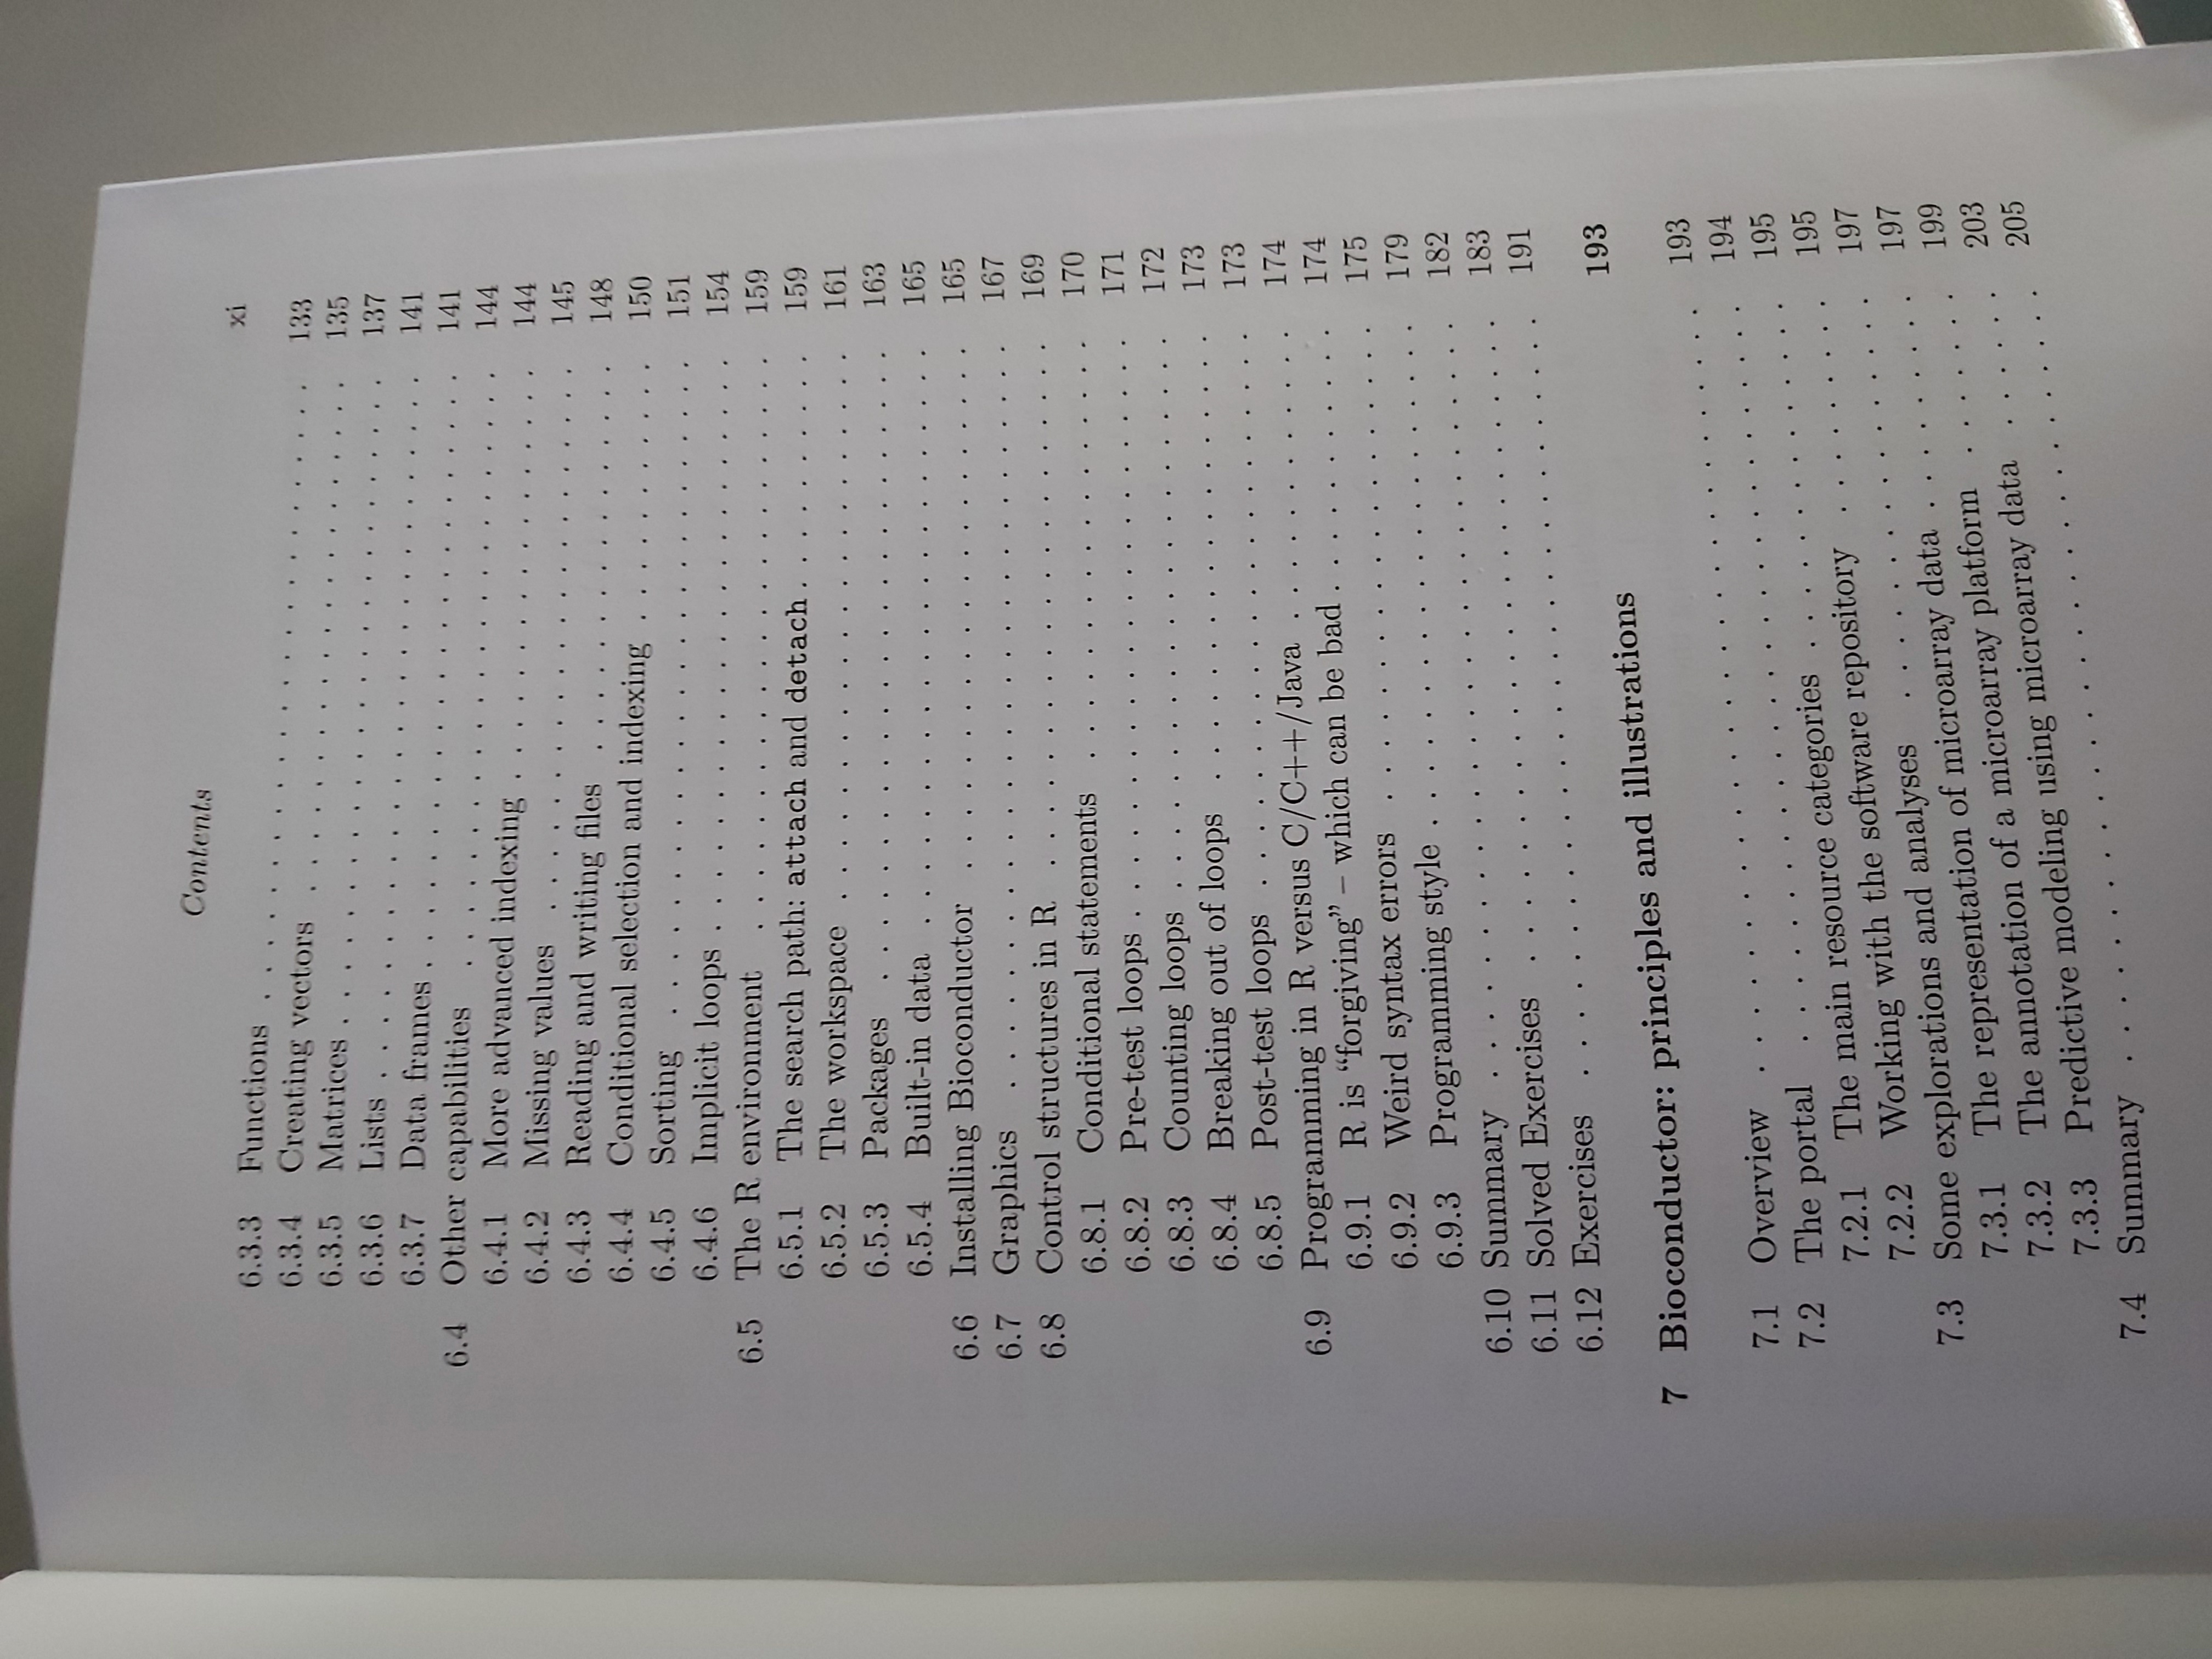 Contents
xi
6.3.3 Functions . . . . . . . . . . . . . . . . . . . . . . . . 133
6.3.4 Creating vectors . . . . . . . . . . . . . . . . . . . . 135
6.3.5 Matrices . . . . . . . . . . . . . . . . . . . . . . . . . 137
6.3.6 Lists . . . . . . . . . . . . . . . . . . . . . . . . . . . 141
6.3.7 Data frames . . . . . . . . . . . . . . . . . . . . . . . 141
6.4 Other capabilities . . . . . . . . . . . . . . . . . . . . . . . 144
6.4.1 More advanced indexing . . . . . . . . . . . . . . . . 144
6.4.2 Missing values . . . . . . . . . . . . . . . . . . . . . 145
6.4.3 Reading and writing files . . . . . . . . . . . . . . . 148
6.4.4 Conditional selection and indexing . . . . . . . . . . 150
6.4.5 Sorting . . . . . . . . . . . . . . . . . . . . . . . . . 151
6.4.6 Implicit loops . . . . . . . . . . . . . . . . . . . . . . 154
6.5 The R environment . . . . . . . . . . . . . . . . . . . . . . 159
6.5.1 The search path: attach and detach . . . . . . . . . 159
6.5.2 The workspace . . . . . . . . . . . . . . . . . . . . . 161
6.5.3 Packages . . . . . . . . . . . . . . . . . . . . . . . . 163
6.5.4 Built-in data . . . . . . . . . . . . . . . . . . . . . . 165
6.6 Installing Bioconductor . . . . . . . . . . . . . . . . . . . . 165
6.7 Graphics . . . . . . . . . . . . . . . . . . . . . . . . . . . . 167
6.8 Control structures in R . . . . . . . . . . . . . . . . . . . . 169
6.8.1 Conditional statements . . . . . . . . . . . . . . . . 170
6.8.2 Pre-test loops . . . . . . . . . . . . . . . . . . . . . . 171
6.8.3 Counting loops . . . . . . . . . . . . . . . . . . . . . 172
6.8.4 Breaking out of loops . . . . . . . . . . . . . . . . . 173
6.8.5 Post-test loops . . . . . . . . . . . . . . . . . . . . . 173
6.9 Programming in R versus C/C++/Java . . . . . . . . . . . 174
6.9.1 R is “forgiving” – which can be bad . . . . . . . . . . 174
6.9.2 Weird syntax errors . . . . . . . . . . . . . . . . . . 175
6.9.3 Programming style . . . . . . . . . . . . . . . . . . . 179
6.10 Summary . . . . . . . . . . . . . . . . . . . . . . . . . . . 182
6.11 Solved Exercises . . . . . . . . . . . . . . . . . . . . . . . 183
6.12 Exercises . . . . . . . . . . . . . . . . . . . . . . . . . . . 191
7 Bioconductor: principles and illustrations 193
7.1 Overview . . . . . . . . . . . . . . . . . . . . . . . . . . . 193
7.2 The portal . . . . . . . . . . . . . . . . . . . . . . . . . . 194
7.2.1 The main resource categories . . . . . . . . . . . . . 195
7.2.2 Working with the software repository . . . . . . . . . 195
7.3 Some explorations and analyses . . . . . . . . . . . . . . . 197
7.3.1 The representation of microarray data . . . . . . . . 197
7.3.2 The annotation of a microarray platform . . . . . . . 199
7.3.3 Predictive modeling using microarray data . . . . . . 203
7.4 Summary . . . . . . . . . . . . . . . . . . . . . . . . . . . 205